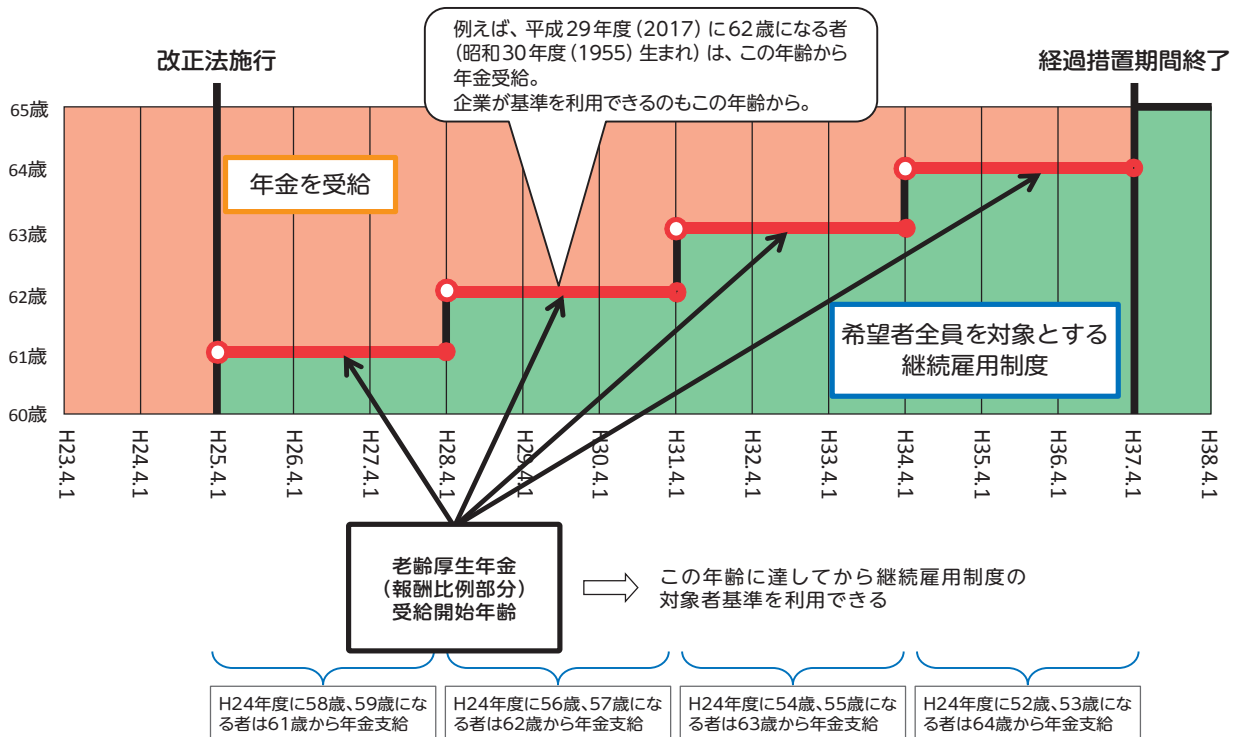 例えば、平成29年度(2017)に62歳になる者
(昭和30年度(1955)生まれ)は、この年齢から
年金受給。
企業が基準を利用できるのもこの年齢から。
改正法施行
経過措置期間終了
65歳
64歳
63歳
62歳
61歳
60歳
年金を受給
希望者全員を対象とする
継続雇用制度
H23.4.1
H24.4.1
H25.4.1
H26.4.1
H27.4.1
H28.4.1
H29.4.1
H30.4.1
H31.4.1
H32.4.1
H33.4.1
H34.4.1
H35.4.1
H36.4.1
H37.4.1
H38.4.1
老齢厚生年金
(報酬比例部分)
受給開始年齢
この年齢に達してから継続雇用制度の
対象者基準を利用できる
H24年度に58歳、59歳にな
る者は61歳から年金支給
H24年度に56歳、57歳にな
る者は62歳から年金支給
H24年度に54歳、55歳にな
る者は63歳から年金支給
H24年度に52歳、53歳にな
る者は64歳から年金支給